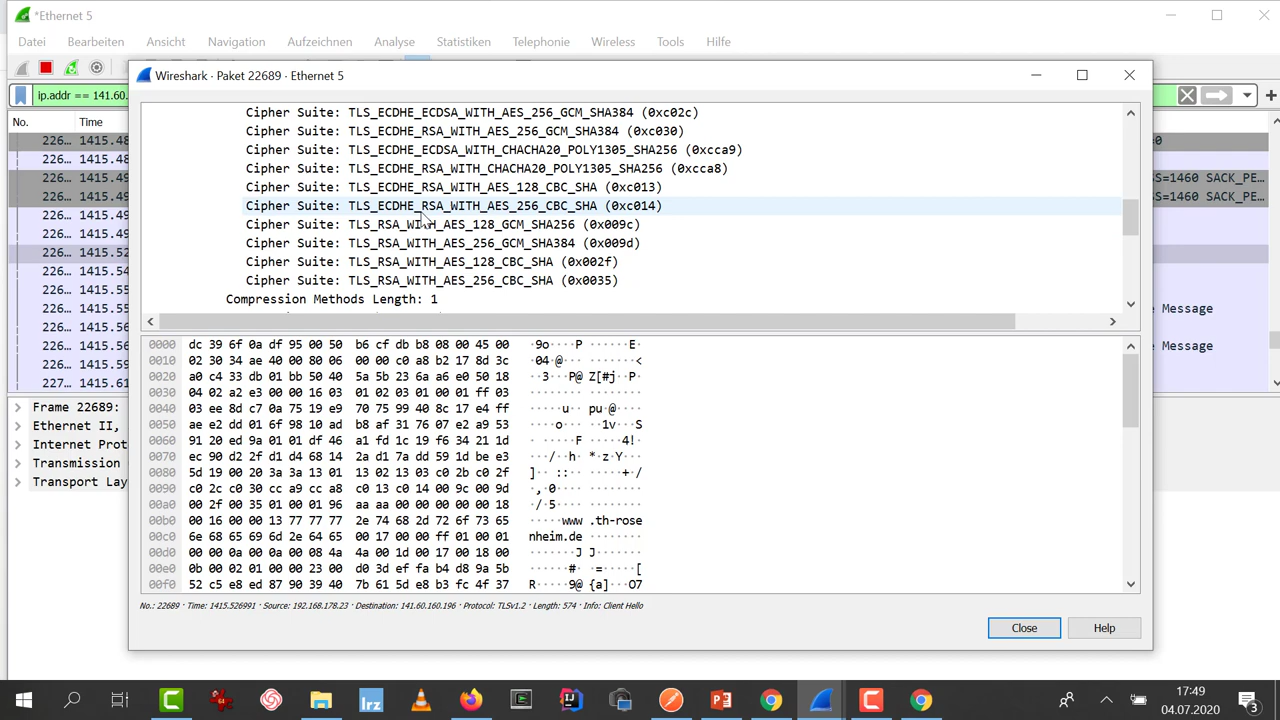 *Ethernet 5
Datei Bearbeiten Ansicht Navigation Aufzeichnen Analyse Statistiken Telephonie Wireless Tools Hilfe
Wireshark · Paket 22689 · Ethernet 5
ip.addr == 141.60.
No. Time
226… 1415.48
226… 1415.48
226… 1415.49
226… 1415.49
226… 1415.49
226… 1415.49
226… 1415.52
226… 1415.54
226… 1415.55
226… 1415.55
226… 1415.56
226… 1415.56
227… 1415.61
SS=1460 SACK_PE…
SS=1460 SACK_PE…
e Message
e Message
Cipher Suite: TLS_ECDHE_ECDSA_WITH_AES_256_GCM_SHA384 (0xc02c)
Cipher Suite: TLS_ECDHE_RSA_WITH_AES_256_GCM_SHA384 (0xc030)
Cipher Suite: TLS_ECDHE_ECDSA_WITH_CHACHA20_POLY1305_SHA256 (0xcca9)
Cipher Suite: TLS_ECDHE_RSA_WITH_CHACHA20_POLY1305_SHA256 (0xcca8)
Cipher Suite: TLS_ECDHE_RSA_WITH_AES_128_CBC_SHA (0xc013)
Cipher Suite: TLS_ECDHE_RSA_WITH_AES_256_CBC_SHA (0xc014)
Cipher Suite: TLS_RSA_WITH_AES_128_GCM_SHA256 (0x009c)
Cipher Suite: TLS_RSA_WITH_AES_256_GCM_SHA384 (0x009d)
Cipher Suite: TLS_RSA_WITH_AES_128_CBC_SHA (0x002f)
Cipher Suite: TLS_RSA_WITH_AES_256_CBC_SHA (0x0035)
Compression Methods Length: 1
0000 dc 39 6f 0a df 95 00 50 b6 cf db b8 08 00 45 00 ·9o····P ······E·
0010 02 30 34 ae 40 00 80 06 00 00 c0 a8 b2 17 8d 3c ·04·@··· ·······<
0020 a0 c4 33 db 01 bb 50 40 5a 5b 23 6a a6 e0 50 18 ··3···P@ Z[#j··P·
0030 04 02 a2 e3 00 00 16 03 01 02 03 01 00 01 ff 03 ········ ········
0040 03 ee 8d c7 0a 75 19 e9 70 75 99 40 8c 17 e4 ff ·····u·· pu·@····
0050 ae e2 dd 01 6f 98 10 ad b8 af 31 76 07 e2 a9 53 ····o··· ··1v···S
0060 91 20 ed 9a 01 01 df 46 a1 fd 1c 19 f6 34 21 1d · ·····F ·····4!·
0070 ec 90 d2 2f d1 d4 68 14 2a d1 7a dd 59 1d be e3 ···/··h· *·z·Y···
0080 5d 19 00 20 3a 3a 13 01 13 02 13 03 c0 2b c0 2f ]·· ::·· ·····+·/
0090 c0 2c c0 30 cc a9 cc a8 c0 13 c0 14 00 9c 00 9d ·,·0···· ········
00a0 00 2f 00 35 01 00 01 96 aa aa 00 00 00 00 00 18 ·/·5···· ········
00b0 00 16 00 00 13 77 77 77 2e 74 68 2d 72 6f 73 65 ·····www .th-rose
00c0 6e 68 65 69 6d 2e 64 65 00 17 00 00 ff 01 00 01 nheim.de ········
00d0 00 00 0a 00 0a 00 08 4a 4a 00 1d 00 17 00 18 00 ·······J J·······
00e0 0b 00 02 01 00 00 23 00 d0 3d ef fa b4 d8 9a 5b ······#· ·=·····[
00f0 52 c5 e8 ed 87 90 39 40 7b 61 5d e8 b3 fc 4f 37 R·····9@ {a]···O7
No.: 22689 · Time: 1415.526991 · Source: 192.168.178.23 · Destination: 141.60.160.196 · Protocol: TLSv1.2 · Length: 574 · Info: Client Hello
Close Help
Frame 22689:
Ethernet II,
Internet Prot
Transmission
Transport Lay
lrz
17:49
04.07.2020
3